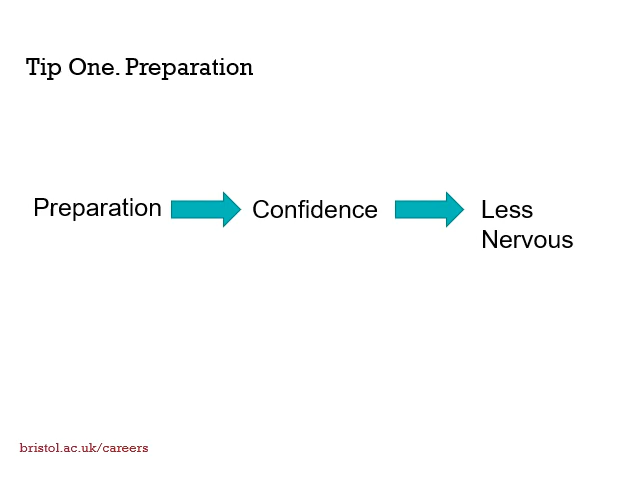 Tip One. Preparation
Preparation
Confidence
Less
Nervous
bristol.ac.uk/careers